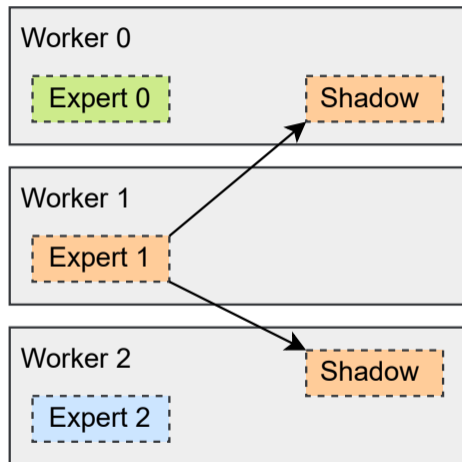 Worker 0
Expert 0
Shadow
Worker 1
Expert 1
Worker 2
Shadow
Expert 2